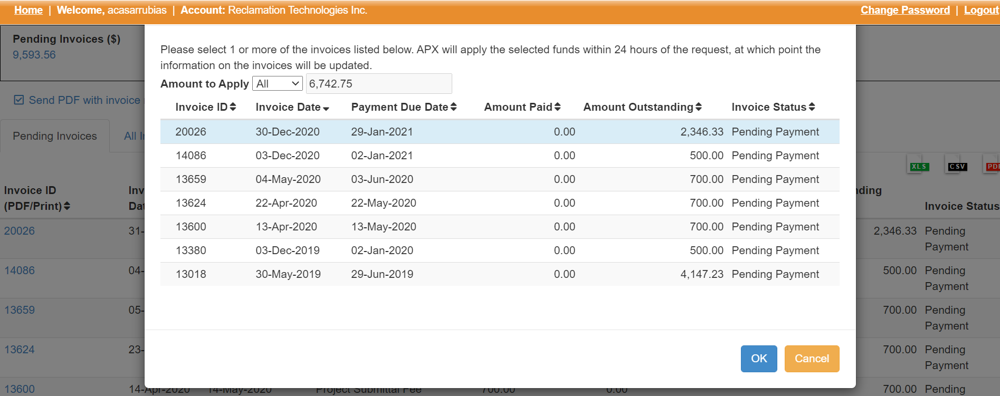 Home | Welcome, acasarrubias | Account: Reclamation Technologies Inc. Change Password | Logout
Pending Invoices ($)
9,593.56
Send PDF with invoice
Pending Invoices
Please select 1 or more of the invoices listed below. APX will apply the selected funds within 24 hours of the request, at which point the
information on the invoices will be updated.
Amount to Apply All 6,742.75
Invoice ID Invoice Date Payment Due Date Amount Paid Amount Outstanding Invoice Status
20026 30-Dec-2020 29-Jan-2021 0.00 2,346.33 Pending Payment
14086 03-Dec-2020 02-Jan-2021 0.00 500.00 Pending Payment
13659 04-May-2020 03-Jun-2020 0.00 700.00 Pending Payment
13624 22-Apr-2020 22-May-2020 0.00 700.00 Pending Payment
13600 13-Apr-2020 13-May-2020 0.00 700.00 Pending Payment
13380 03-Dec-2019 02-Jan-2020 0.00 500.00 Pending Payment
13018 30-May-2019 29-Jun-2019 0.00 4,147.23 Pending Payment
OK Cancel
XLS CSV PDF
Invoice ID
(PDF/Print)
Invoice Status
20026 31- 2,346.33 Pending
Payment
14086 04- 500.00 Pending
Payment
13659 05- 700.00 Pending
Payment
13624 23- 700.00 Pending
Payment
13600 14-Apr-2020 14-May-2020 Project Submittal Fee 700.00 0.00 700.00 Pending